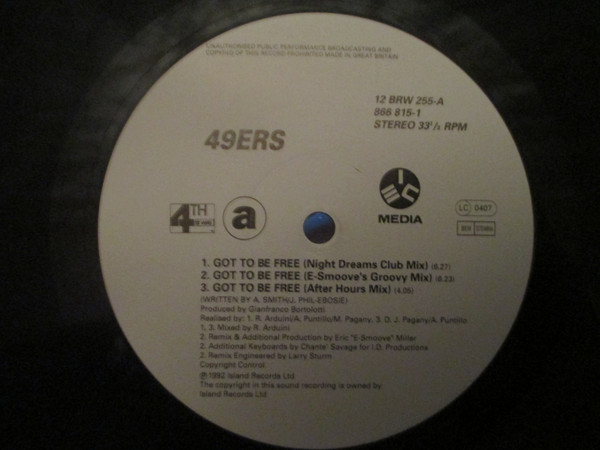 UNAUTHORISED PUBLIC PERFORMANCE BROADCASTING AND
COPYING OF THIS RECORD PROHIBITED MADE IN GREAT BRITAIN
12 BRW 255-A
866 815-1
STEREO 33⅓ RPM
49ERS
4TH
a
MEDIA
LC 0407
BIEM STEMRA
1. GOT TO BE FREE (Night Dreams Club Mix) (6.27)
2. GOT TO BE FREE (E-Smoove's Groovy Mix) (6.23)
3. GOT TO BE FREE (After Hours Mix) (4.05)
(WRITTEN BY A. SMITH/J. PHIL-EBOSIE)
Produced by Gianfranco Bortolotti
Realised by: 1. R. Arduini/A. Puntillo/M. Pagany, 3. D. J. Pagany/A. Puntillo
1, 3. Mixed by R. Arduini
2. Remix & Additional Production by Eric "E-Smoove" Miller
2. Additional Keyboards by Chante' Savage for I.D. Productions
2. Remix Engineered by Larry Sturm
Copyright Control
℗1992 Island Records Ltd
The copyright in this sound recording is owned by
Island Records Ltd